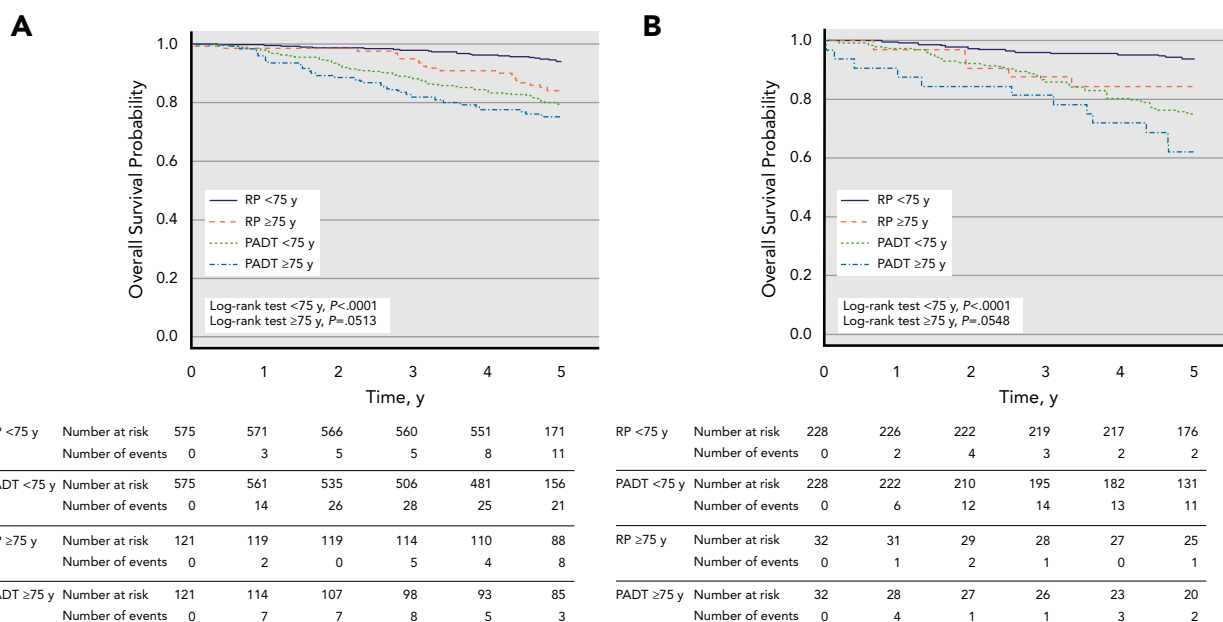 A
Overall Survival Probability
1.0
0.8
0.6
0.4
0.2
0.0
RP <75 y
RP ≥75 y
PADT <75 y
PADT ≥75 y
Log-rank test <75 y, P<.0001
Log-rank test ≥75 y, P=.0513
0 1 2 3 4 5
Time, y
P <75 y Number at risk 575 571 566 560 551 171
Number of events 0 3 5 5 8 11
ADT <75 y Number at risk 575 561 535 506 481 156
Number of events 0 14 26 28 25 21
P ≥75 y Number at risk 121 119 119 114 110 88
Number of events 0 2 0 5 4 8
ADT ≥75 y Number at risk 121 114 107 98 93 85
Number of events 0 7 7 8 5 3
B
Overall Survival Probability
1.0
0.8
0.6
0.4
0.2
0.0
RP <75 y
RP ≥75 y
PADT <75 y
PADT ≥75 y
Log-rank test <75 y, P<.0001
Log-rank test ≥75 y, P=.0548
0 1 2 3 4 5
Time, y
RP <75 y Number at risk 228 226 222 219 217 176
Number of events 0 2 4 3 2 2
PADT <75 y Number at risk 228 222 210 195 182 131
Number of events 0 6 12 14 13 11
RP ≥75 y Number at risk 32 31 29 28 27 25
Number of events 0 1 2 1 0 1
PADT ≥75 y Number at risk 32 28 27 26 23 20
Number of events 0 4 1 1 3 2